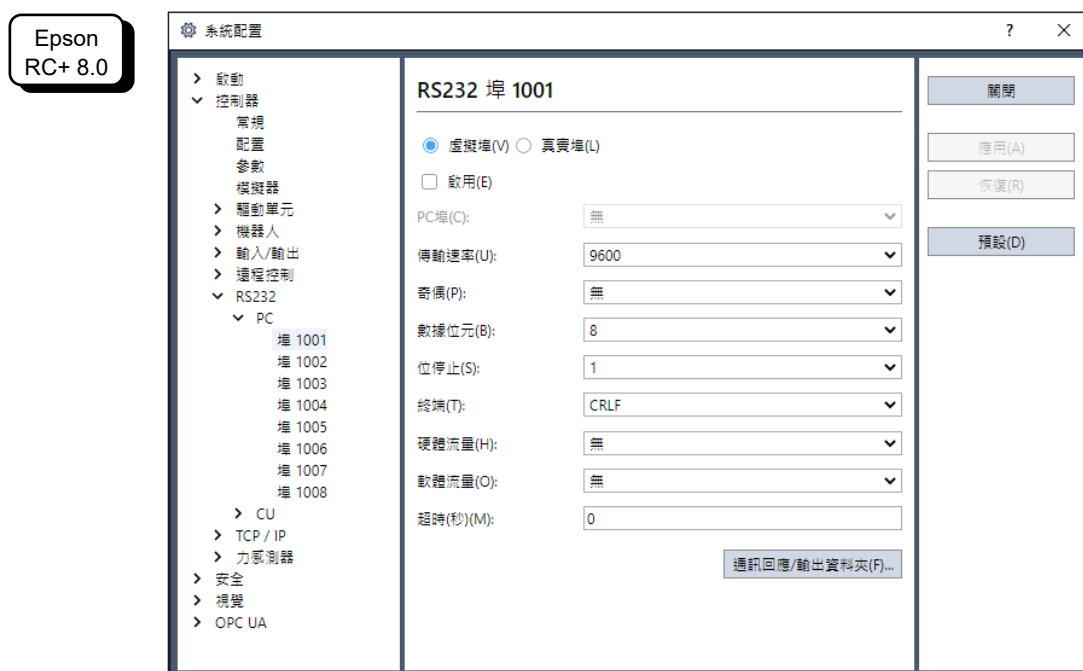 Epson
RC+ 8.0
系統配置
?
啟動
控制器
常規
配置
參數
模擬器
驅動單元
機器人
輸入/輸出
遠程控制
RS232
PC
埠 1001
埠 1002
埠 1003
埠 1004
埠 1005
埠 1006
埠 1007
埠 1008
CU
TCP / IP
力感測器
安全
視覺
OPC UA
RS232 埠 1001
虛擬埠(V) 真實埠(L)
啟用(E)
PC埠(C): 無
傳輸速率(U): 9600
奇偶(P): 無
數據位元(B): 8
位停止(S): 1
終端(T): CRLF
硬體流量(H): 無
軟體流量(O): 無
超時(秒)(M): 0
通訊回應/輸出資料夾(F)...
關閉
應用(A)
恢復(R)
預設(D)